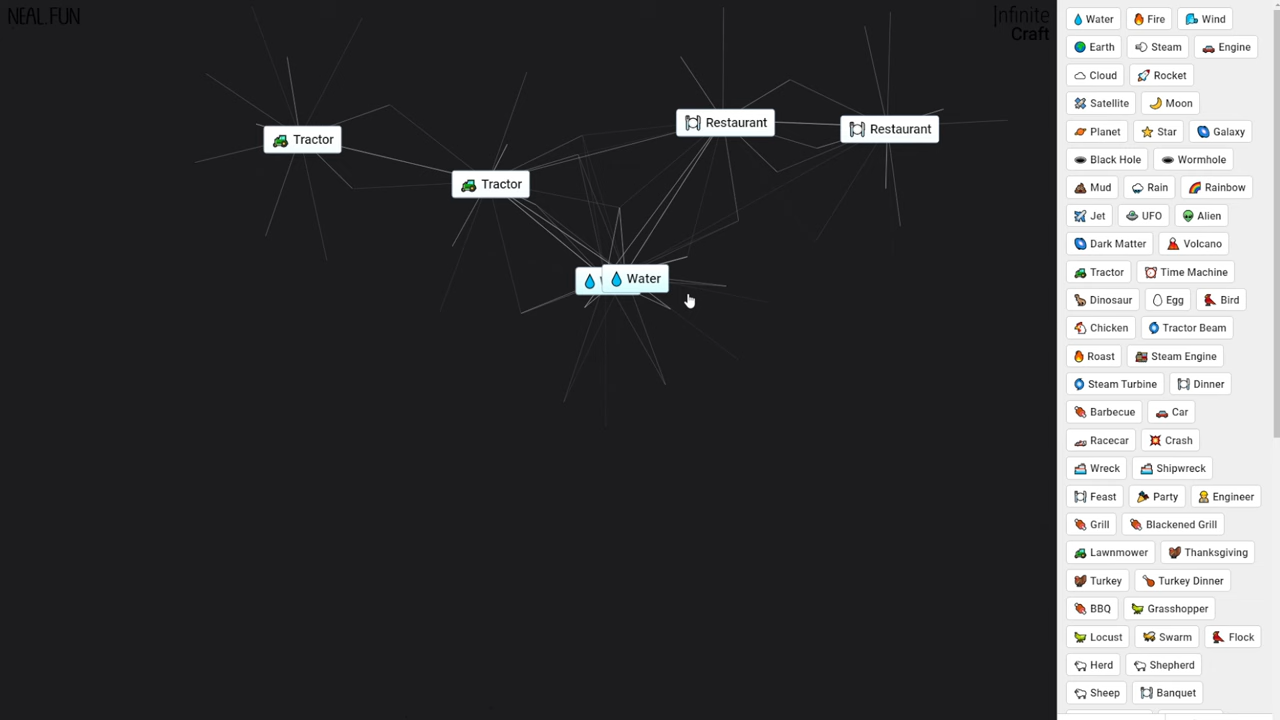 NEAL.FUN
Infinite
Craft
Tractor
Tractor
Restaurant
Restaurant
Water
Water Fire Wind
Earth Steam Engine
Cloud Rocket
Satellite Moon
Planet Star Galaxy
Black Hole Wormhole
Mud Rain Rainbow
Jet UFO Alien
Dark Matter Volcano
Tractor Time Machine
Dinosaur Egg Bird
Chicken Tractor Beam
Roast Steam Engine
Steam Turbine Dinner
Barbecue Car
Racecar Crash
Wreck Shipwreck
Feast Party Engineer
Grill Blackened Grill
Lawnmower Thanksgiving
Turkey Turkey Dinner
BBQ Grasshopper
Locust Swarm Flock
Herd Shepherd
Sheep Banquet